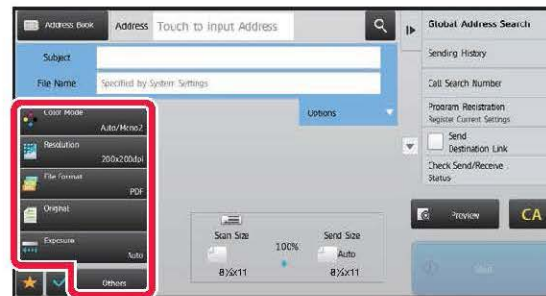 Address Book
Address
Touch to input Address
Global Address Search
Subject
Sending History
File Name
Specified by System Settings
Call Search Number
Options
Program Registration
Register Current Settings
Send
Destination Link
Check Send/Receive
Status
Color Mode
Auto/Mono2
Resolution
200x200dpi
File Format
PDF
Original
Exposure
Auto
Others
Scan Size
100%
Send Size
Auto
8½x11
8½x11
Preview
CA
Start